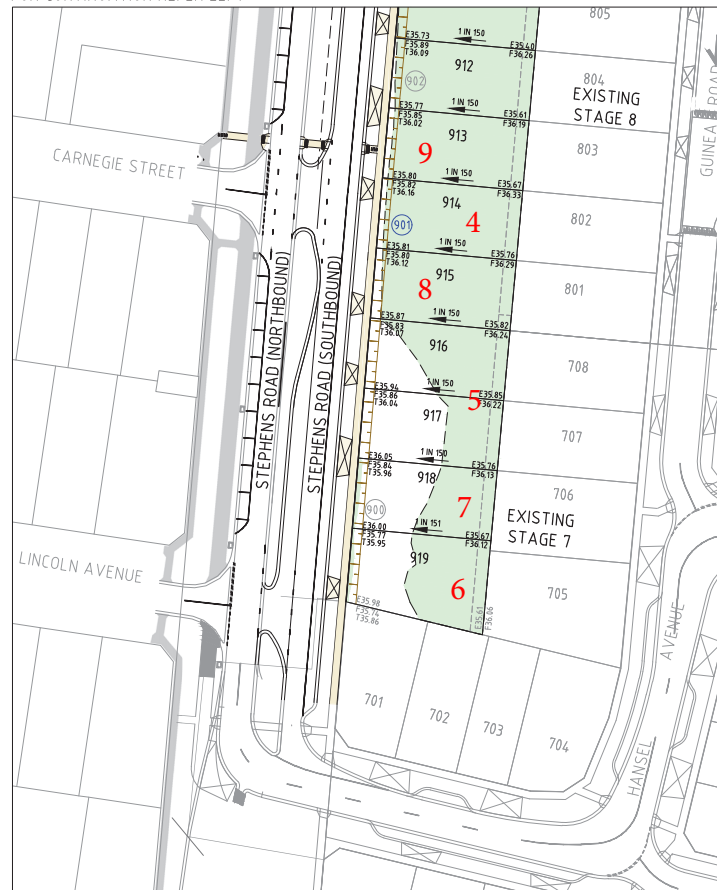 805
1 IN 150
E35.73
F35.89
T36.09
E35.40
F36.26
912
804
EXISTING
STAGE 8
GUINEA ROAD
902
1 IN 150
E35.77
F35.85
T36.02
E35.61
F36.19
913
803
CARNEGIE STREET
9
1 IN 150
E35.80
F35.82
T36.16
E35.67
F36.33
914
802
901
4
1 IN 150
E35.81
F35.80
T36.12
E35.76
F36.29
915
801
8
STEPHENS ROAD (NORTHBOUND)
STEPHENS ROAD (SOUTHBOUND)
1 IN 150
E35.87
F35.83
T36.07
E35.82
F36.24
916
708
1 IN 150
E35.94
F35.86
T36.04
E35.85
F36.22
5
917
707
1 IN 150
E36.05
F35.84
T35.96
E35.76
F36.13
918
706
900
7
EXISTING
STAGE 7
1 IN 151
E36.00
F35.77
T35.95
E35.67
F36.12
919
LINCOLN AVENUE
6
705
E35.98
F35.74
T35.86
E35.61
F36.06
HANSEL AVENUE
701
702
703
704